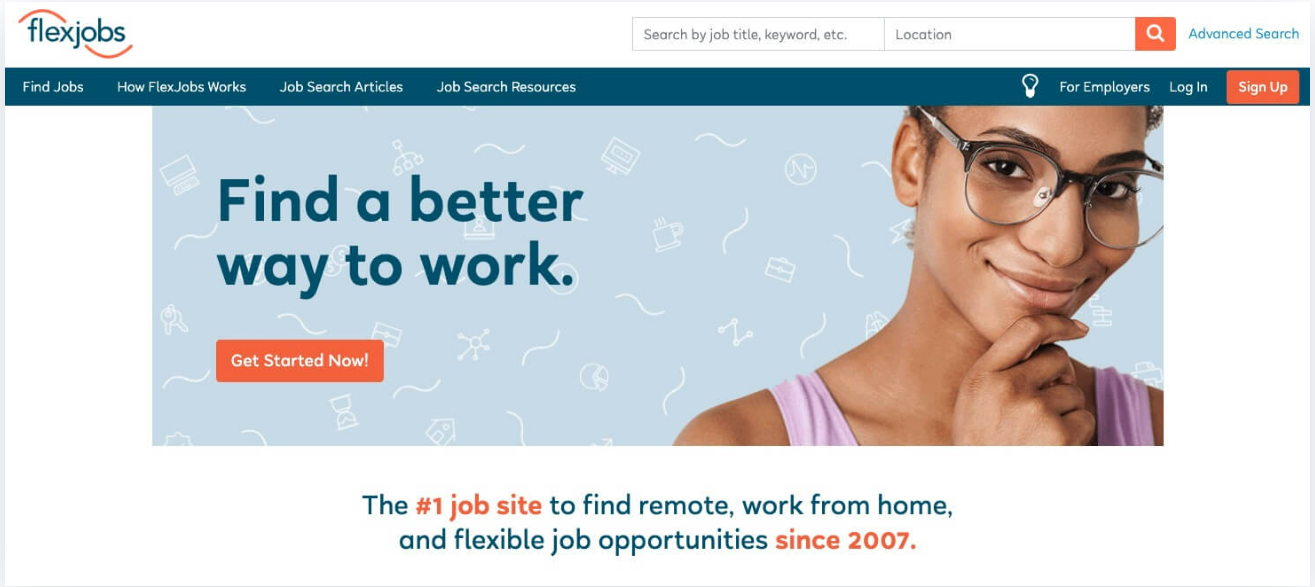 flexjobs
Search by job title, keyword, etc.
Location
Advanced Search
Find Jobs
How FlexJobs Works
Job Search Articles
Job Search Resources
For Employers
Log In
Sign Up
Find a better
way to work.
Get Started Now!
The #1 job site to find remote, work from home,
and flexible job opportunities since 2007.